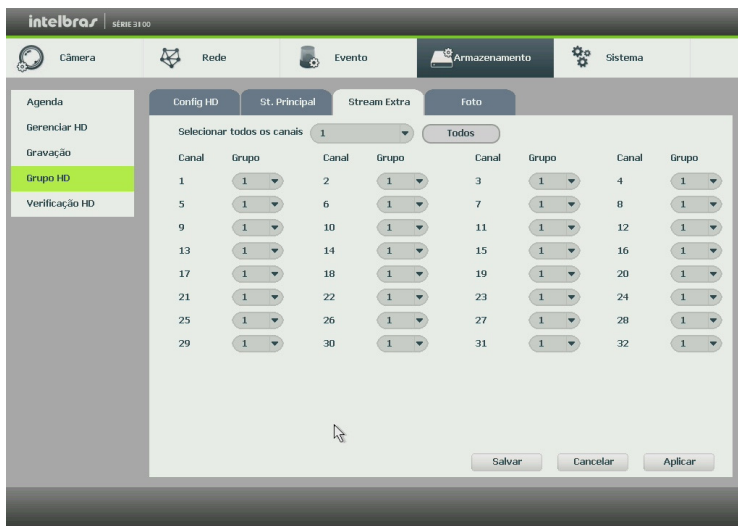 intelbras SÉRIE 3100
Câmera Rede Evento Armazenamento Sistema
Agenda
Gerenciar HD
Gravação
Grupo HD
Verificação HD
Config HD St. Principal Stream Extra Foto
Selecionar todos os canais 1 Todos
Canal Grupo Canal Grupo Canal Grupo Canal Grupo
1 1 2 1 3 1 4 1
5 1 6 1 7 1 8 1
9 1 10 1 11 1 12 1
13 1 14 1 15 1 16 1
17 1 18 1 19 1 20 1
21 1 22 1 23 1 24 1
25 1 26 1 27 1 28 1
29 1 30 1 31 1 32 1
Salvar Cancelar Aplicar